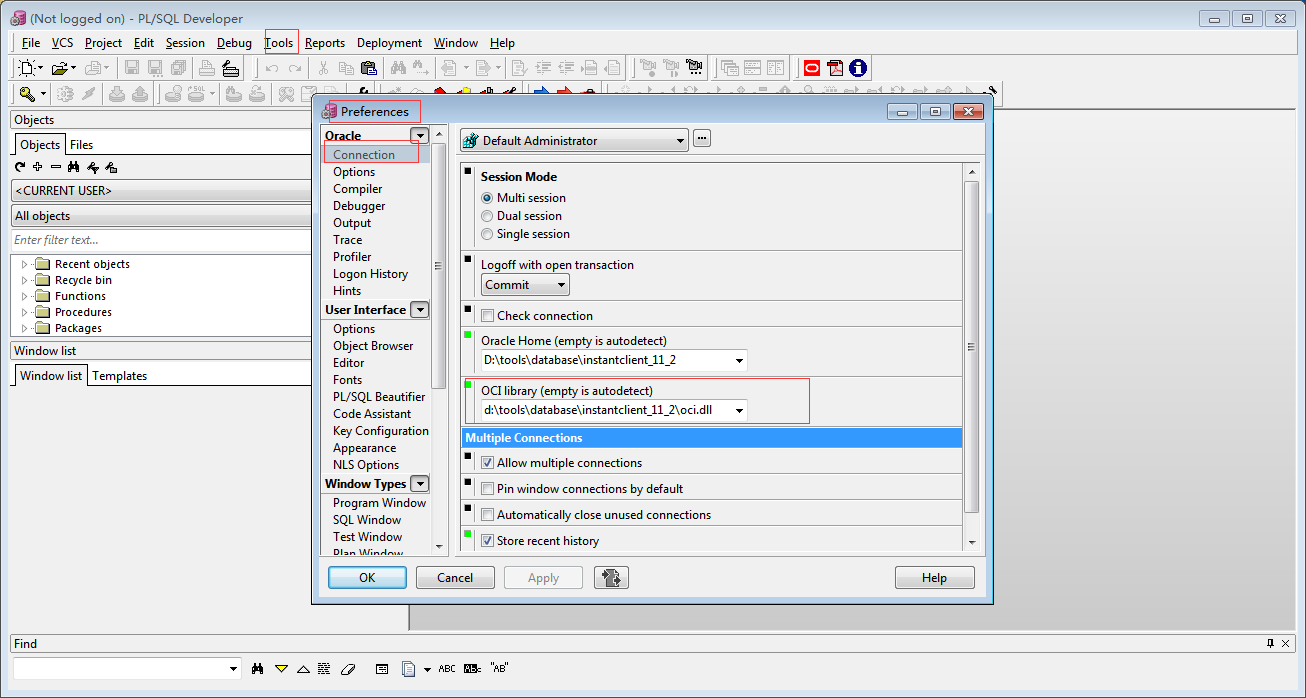 (Not logged on) - PL/SQL Developer
File VCS Project Edit Session Debug Tools Reports Deployment Window Help
Objects
Objects Files
<CURRENT USER>
All objects
Enter filter text...
Recent objects
Recycle bin
Functions
Procedures
Packages
Window list
Window list Templates
Preferences
Oracle
Connection
Options
Compiler
Debugger
Output
Trace
Profiler
Logon History
Hints
User Interface
Options
Object Browser
Editor
Fonts
PL/SQL Beautifier
Code Assistant
Key Configuration
Appearance
NLS Options
Window Types
Program Window
SQL Window
Test Window
Plan Window
Default Administrator
Session Mode
Multi session
Dual session
Single session
Logoff with open transaction
Commit
Check connection
Oracle Home (empty is autodetect)
D:\tools\database\instantclient_11_2
OCI library (empty is autodetect)
d:\tools\database\instantclient_11_2\oci.dll
Multiple Connections
Allow multiple connections
Pin window connections by default
Automatically close unused connections
Store recent history
OK Cancel Apply Help
Find
ABC ABc "AB"